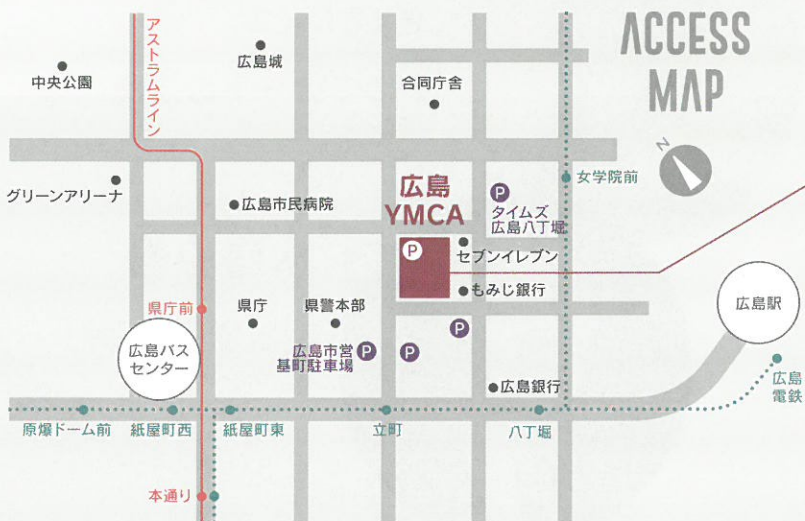 ACCESS
MAP
N
アストラムライン
中央公園
広島城
合同庁舎
グリーンアリーナ
広島市民病院
広島
YMCA
P
P
タイムズ
広島八丁堀
女学院前
セブンイレブン
もみじ銀行
県庁前
県庁
県警本部
広島駅
広島バス
センター
広島市営
基町駐車場
P
P
P
広島銀行
広島
電鉄
原爆ドーム前
紙屋町西
紙屋町東
立町
八丁堀
本通り